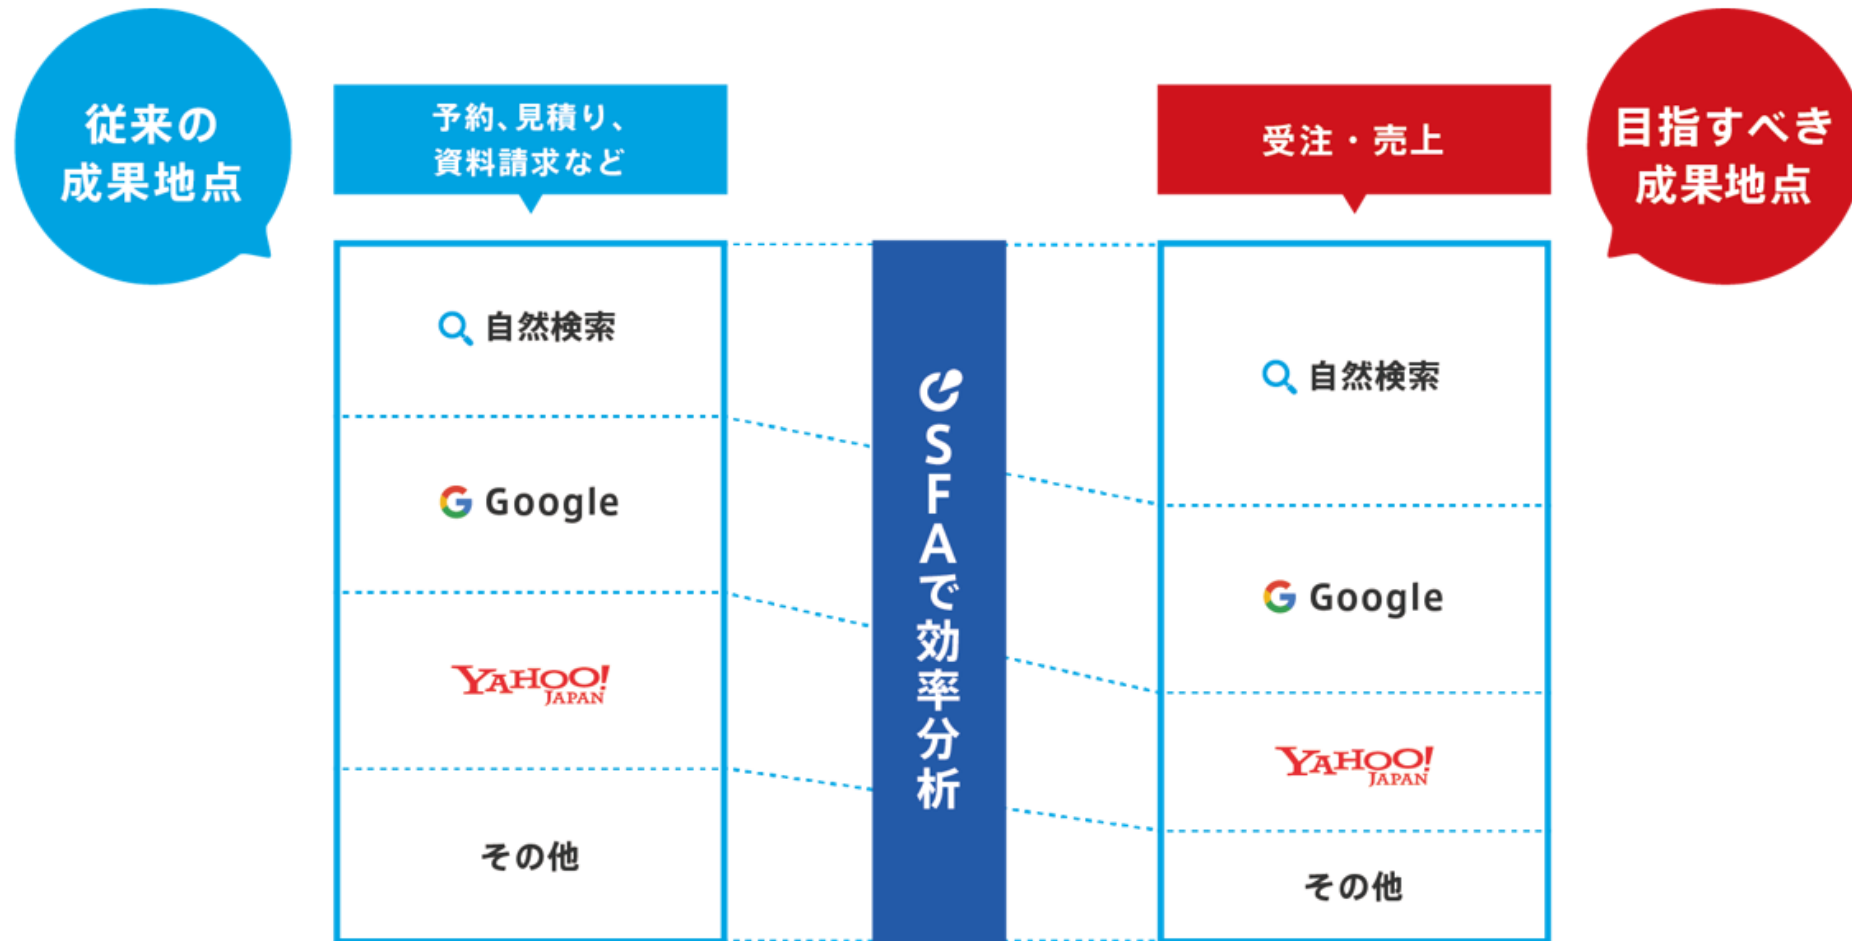 従来の
成果地点
予約、見積り、
資料請求など
受注・売上
目指すべき
成果地点
自然検索
Google
YAHOO!
JAPAN
その他
SFAで効率分析
自然検索
Google
YAHOO!
JAPAN
その他